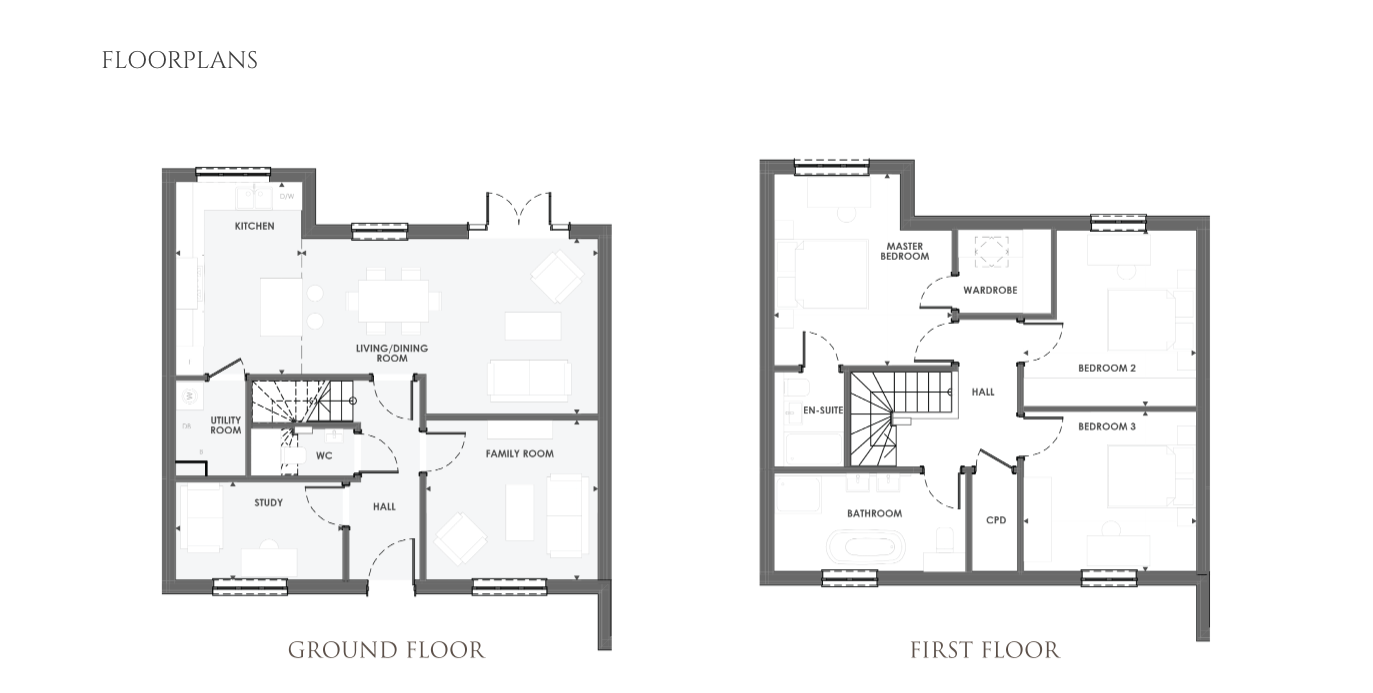 FLOORPLANS
KITCHEN
D/W
LIVING/DINING
ROOM
UTILITY
ROOM
WC
FAMILY ROOM
STUDY
HALL
GROUND FLOOR
MASTER
BEDROOM
WARDROBE
BEDROOM 2
HALL
EN-SUITE
BEDROOM 3
BATHROOM
CPD
FIRST FLOOR